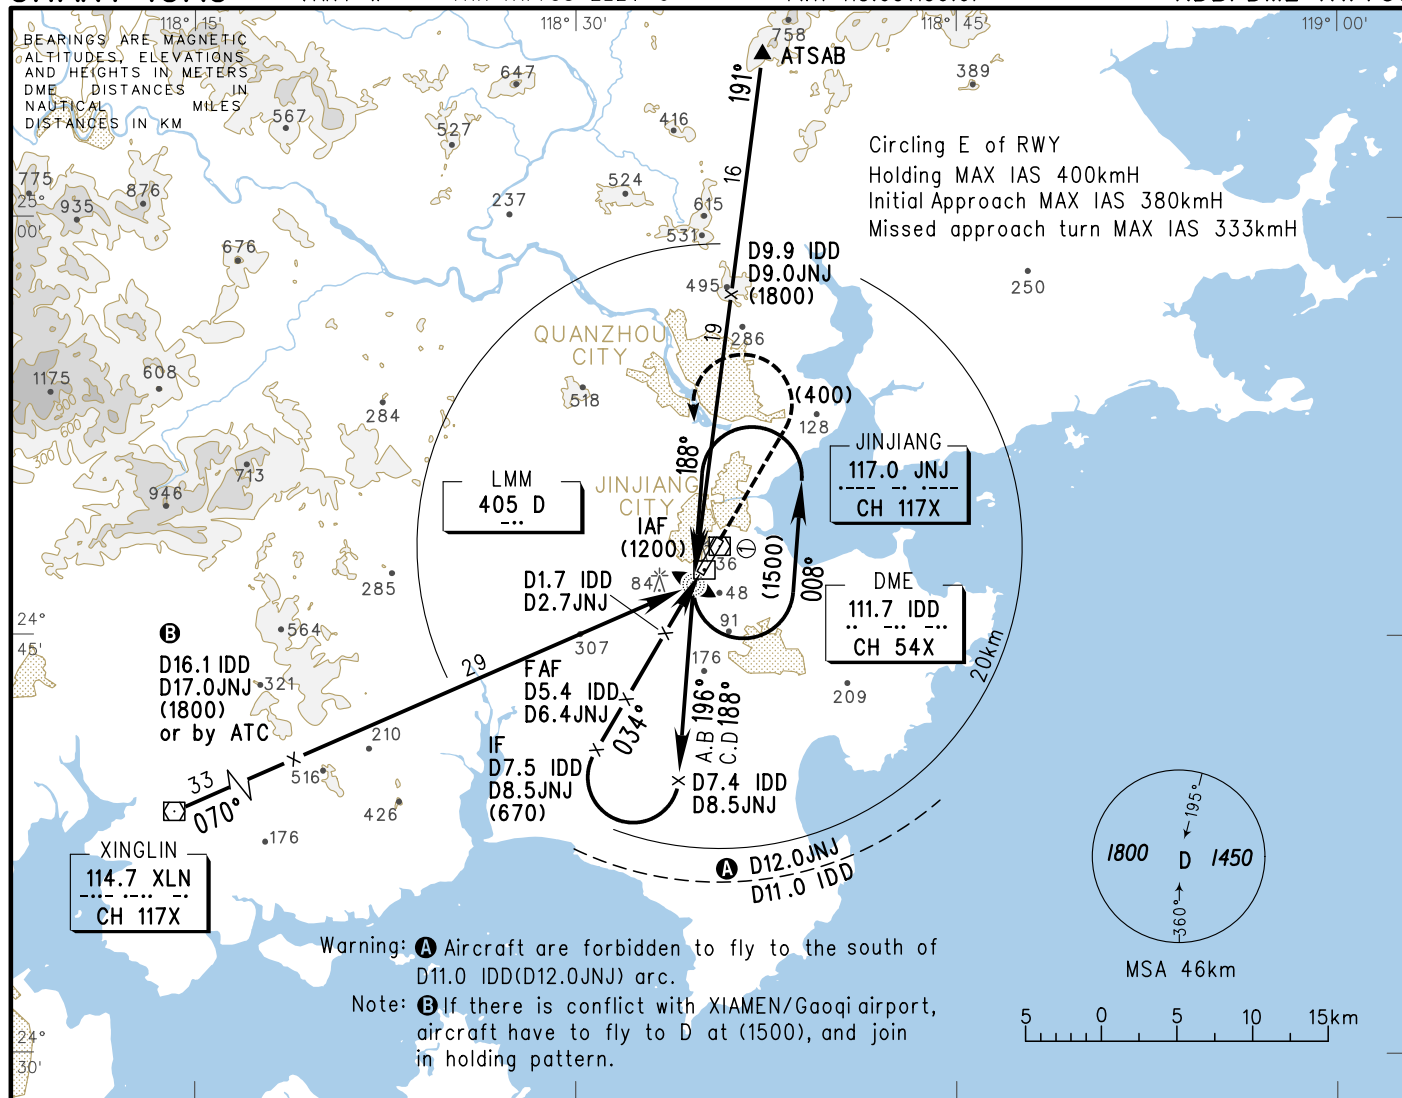 118°15'
118°30'
118°45'
119°00'
BEARINGS ARE MAGNETIC
ALTITUDES, ELEVATIONS
AND HEIGHTS IN METERS
DME DISTANCES IN
NAUTICAL MILES
DISTANCES IN KM
758
ATSAB
191°
647
389
567
527
416
Circling E of RWY
Holding MAX IAS 400kmH
Initial Approach MAX IAS 380kmH
Missed approach turn MAX IAS 333kmH
775
876
935
25°
00'
524
16
237
615
531
676
D9.9 IDD
D9.0JNJ
(1800)
495
250
19
286
QUANZHOU
CITY
1175
608
300
600
300
518
284
(400)
128
188°
JINJIANG
117.0 JNJ
CH 117X
713
946
LMM
405 D
JINJIANG
CITY
IAF
(1200)
36
(1500)
008°
285
D1.7 IDD
D2.7JNJ
84
48
91
DME
111.7 IDD
CH 54X
24°
45'
564
B
D16.1 IDD
D17.0JNJ
(1800)
or by ATC
321
29
307
FAF
D5.4 IDD
D6.4JNJ
176
209
20km
034°
A.B 196°
C.D 188°
210
516
IF
D7.5 IDD
D8.5JNJ
(670)
D7.4 IDD
D8.5JNJ
33
070°
426
176
XINGLIN
114.7 XLN
CH 117X
A D12.0JNJ
D11.0 IDD
195°
1800 D 1450
360°
MSA 46km
Warning: A Aircraft are forbidden to fly to the south of
D11.0 IDD(D12.0JNJ) arc.
Note: B If there is conflict with XIAMEN/Gaoqi airport,
aircraft have to fly to D at (1500), and join
in holding pattern.
5 0 5 10 15km
24°
30'